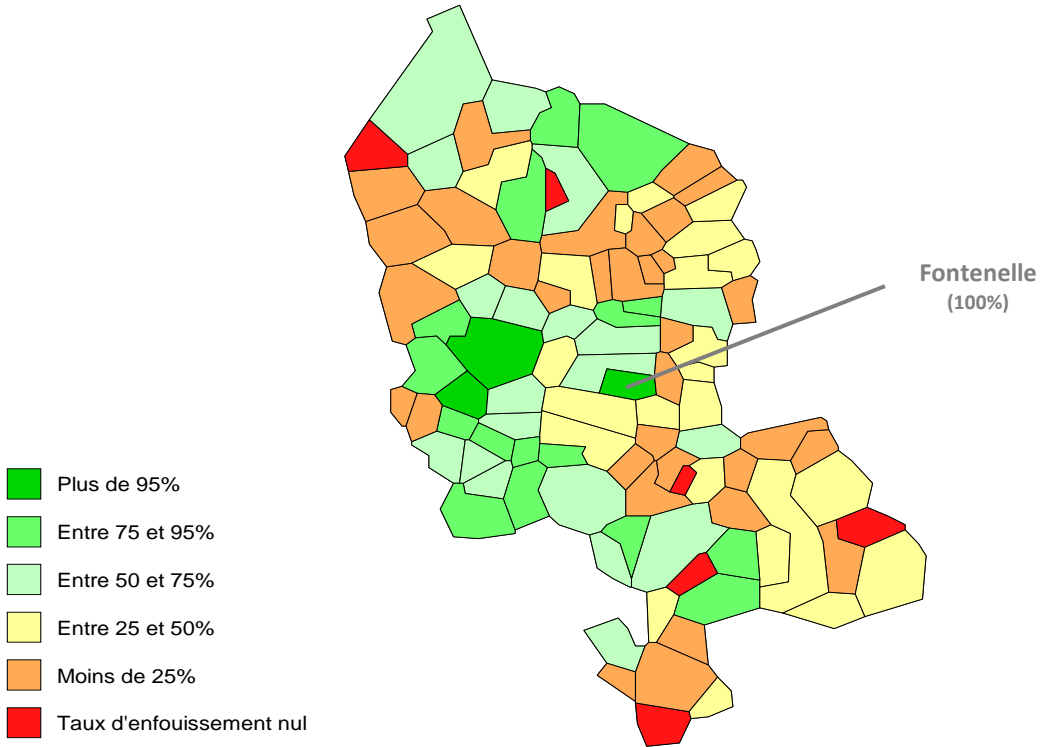 Fontenelle
(100%)
Plus de 95%
Entre 75 et 95%
Entre 50 et 75%
Entre 25 et 50%
Moins de 25%
Taux d'enfouissement nul